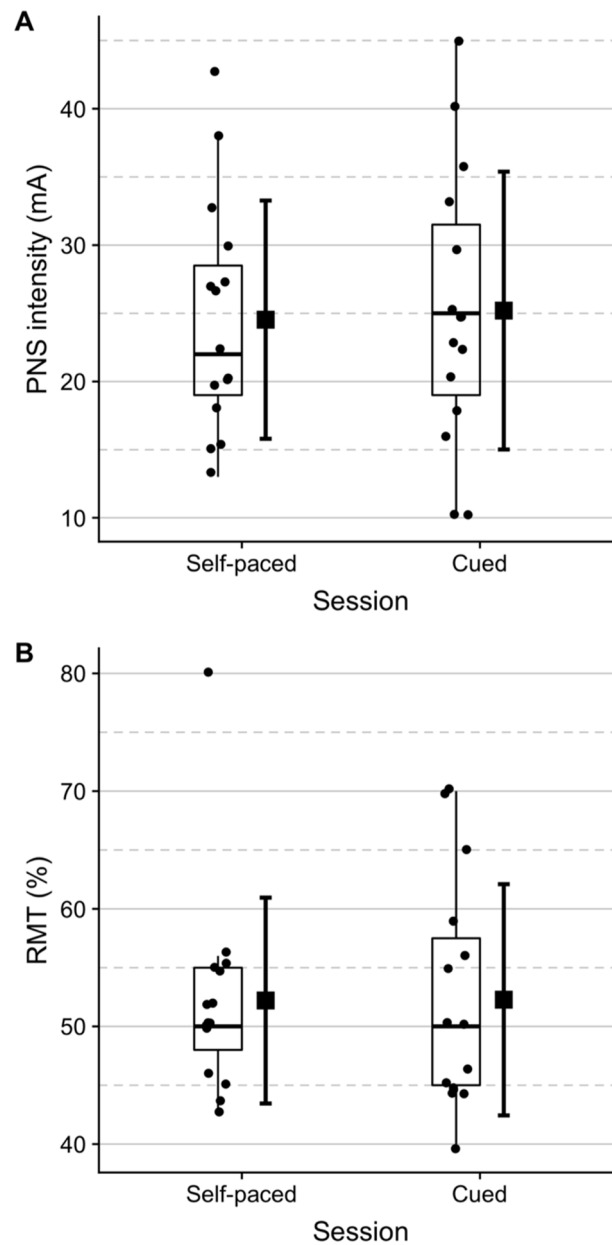 A
PNS intensity (mA)
40
30
20
10
Self-paced Cued
Session
B
RMT (%)
80
70
60
50
40
Self-paced Cued
Session